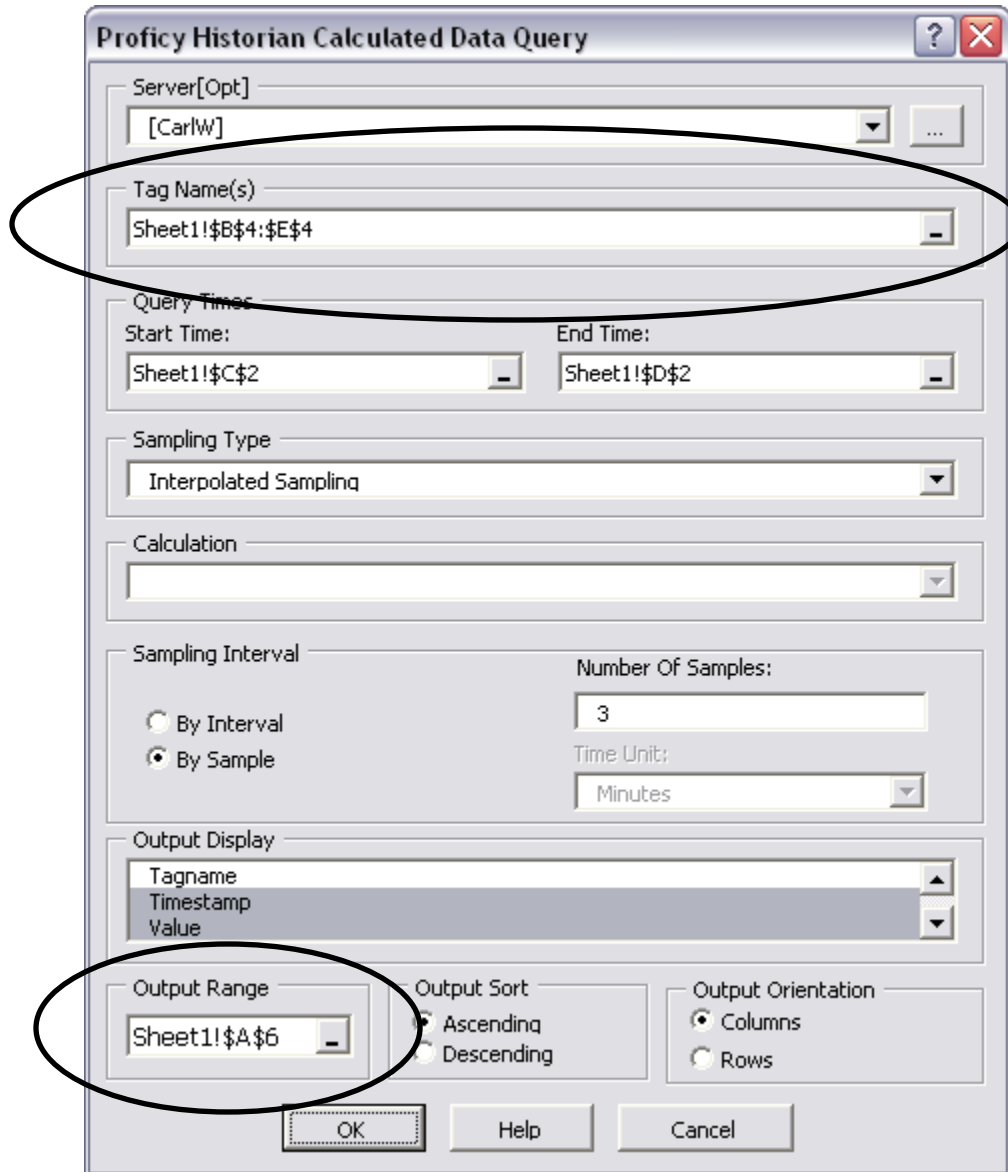 Proficy Historian Calculated Data Query
Server[Opt]
[CarlW]
...
Tag Name(s)
Sheet1!$B$4:$E$4
Query Times
Start Time:
End Time:
Sheet1!$C$2
Sheet1!$D$2
Sampling Type
Interpolated Sampling
Calculation
Sampling Interval
Number Of Samples:
By Interval
3
By Sample
Time Unit:
Minutes
Output Display
Tagname
Timestamp
Value
Output Range
Output Sort
Output Orientation
Sheet1!$A$6
Ascending
Columns
Descending
Rows
OK
Help
Cancel